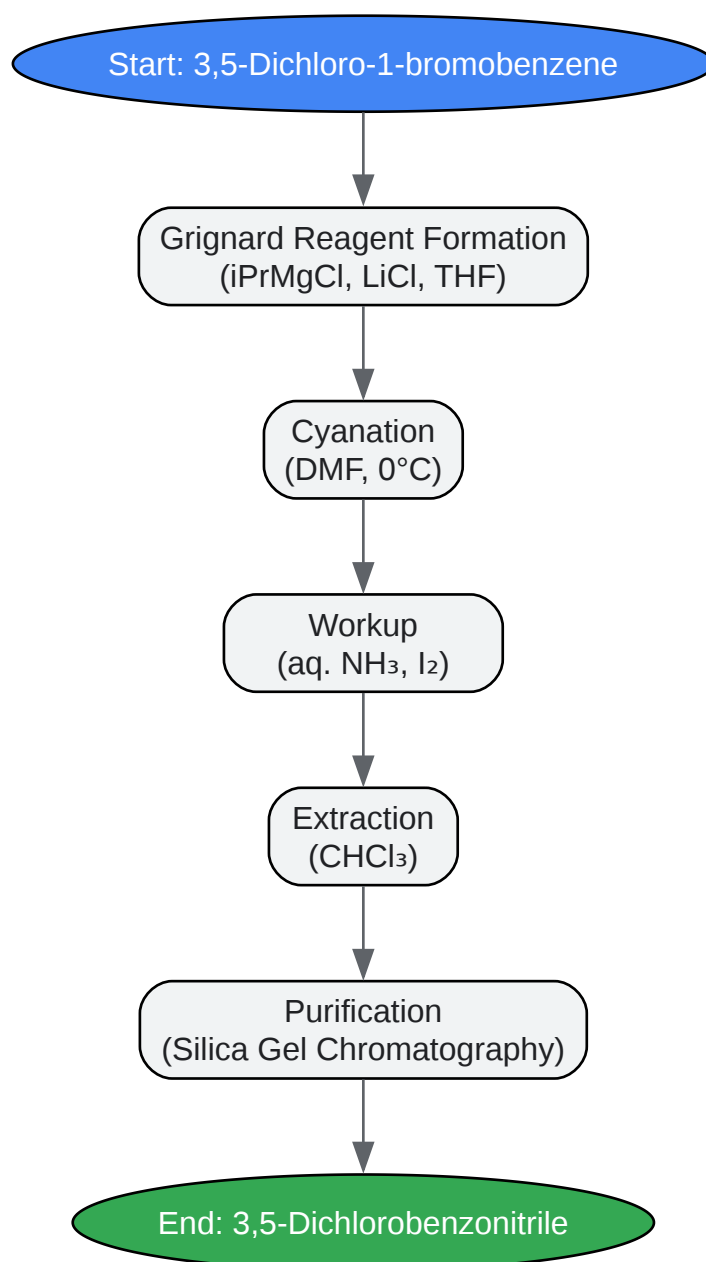 Start: 3,5-Dichloro-1-bromobenzene
Grignard Reagent Formation
(iPrMgCl, LiCl, THF)
Cyanation
(DMF, 0°C)
Workup
(aq. NH₃, I₂)
Extraction
(CHCl₃)
Purification
(Silica Gel Chromatography)
End: 3,5-Dichlorobenzonitrile